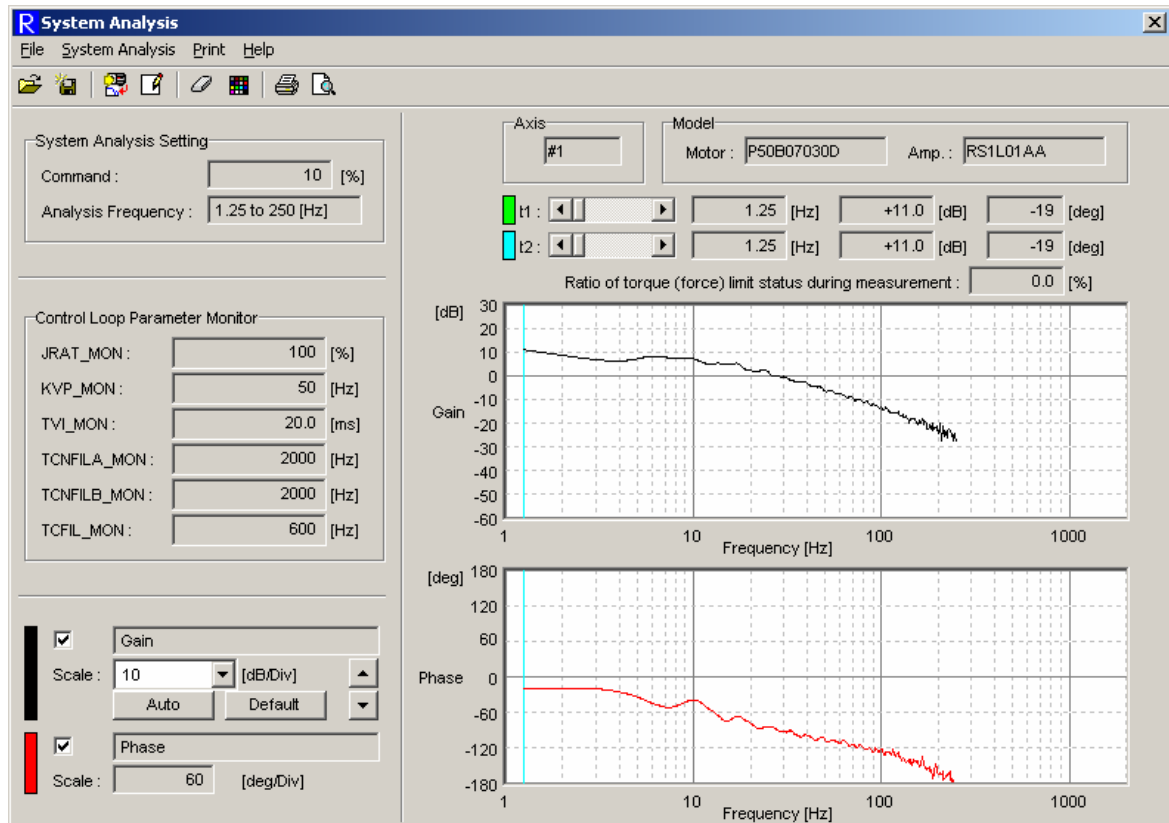 R System Analysis
File System Analysis Print Help
System Analysis Setting
Command : 10 [%]
Analysis Frequency : 1.25 to 250 [Hz]
Control Loop Parameter Monitor
JRAT_MON : 100 [%]
KVP_MON : 50 [Hz]
TVI_MON : 20.0 [ms]
TCNFILA_MON : 2000 [Hz]
TCNFILB_MON : 2000 [Hz]
TCFIL_MON : 600 [Hz]
Gain
Scale : 10 [dB/Div]
Auto Default
Phase
Scale : 60 [deg/Div]
Axis
#1
Model
Motor : P50B07030D Amp. : RS1L01AA
t1 : 1.25 [Hz] +11.0 [dB] -19 [deg]
t2 : 1.25 [Hz] +11.0 [dB] -19 [deg]
Ratio of torque (force) limit status during measurement : 0.0 [%]
[dB]
30
20
10
0
-10
Gain
-20
-30
-40
-50
-60
1 10 100 1000
Frequency [Hz]
[deg]
180
120
60
Phase
0
-60
-120
-180
1 10 100 1000
Frequency [Hz]